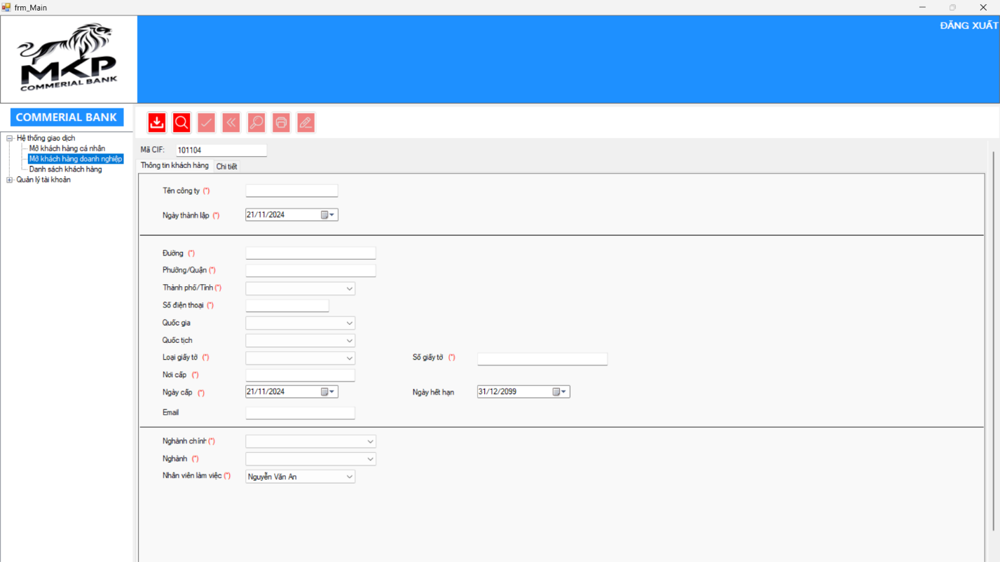 frm_Main
ĐĂNG XUẤT
MKP
COMMERIAL BANK
COMMERIAL BANK
Hệ thống giao dịch
Mở khách hàng cá nhân
Mở khách hàng doanh nghiệp
Danh sách khách hàng
Quản lý tài khoản
Mã CIF: 101104
Thông tin khách hàng Chi tiết
Tên công ty (*)
Ngày thành lập (*) 21/11/2024
Đường (*)
Phường/Quận (*)
Thành phố/Tỉnh (*)
Số điện thoại (*)
Quốc gia
Quốc tịch
Loại giấy tờ (*) Số giấy tờ (*)
Nơi cấp (*)
Ngày cấp (*) 21/11/2024 Ngày hết hạn 31/12/2099
Email
Nghành chính (*)
Nghành (*)
Nhân viên làm việc (*) Nguyễn Văn An